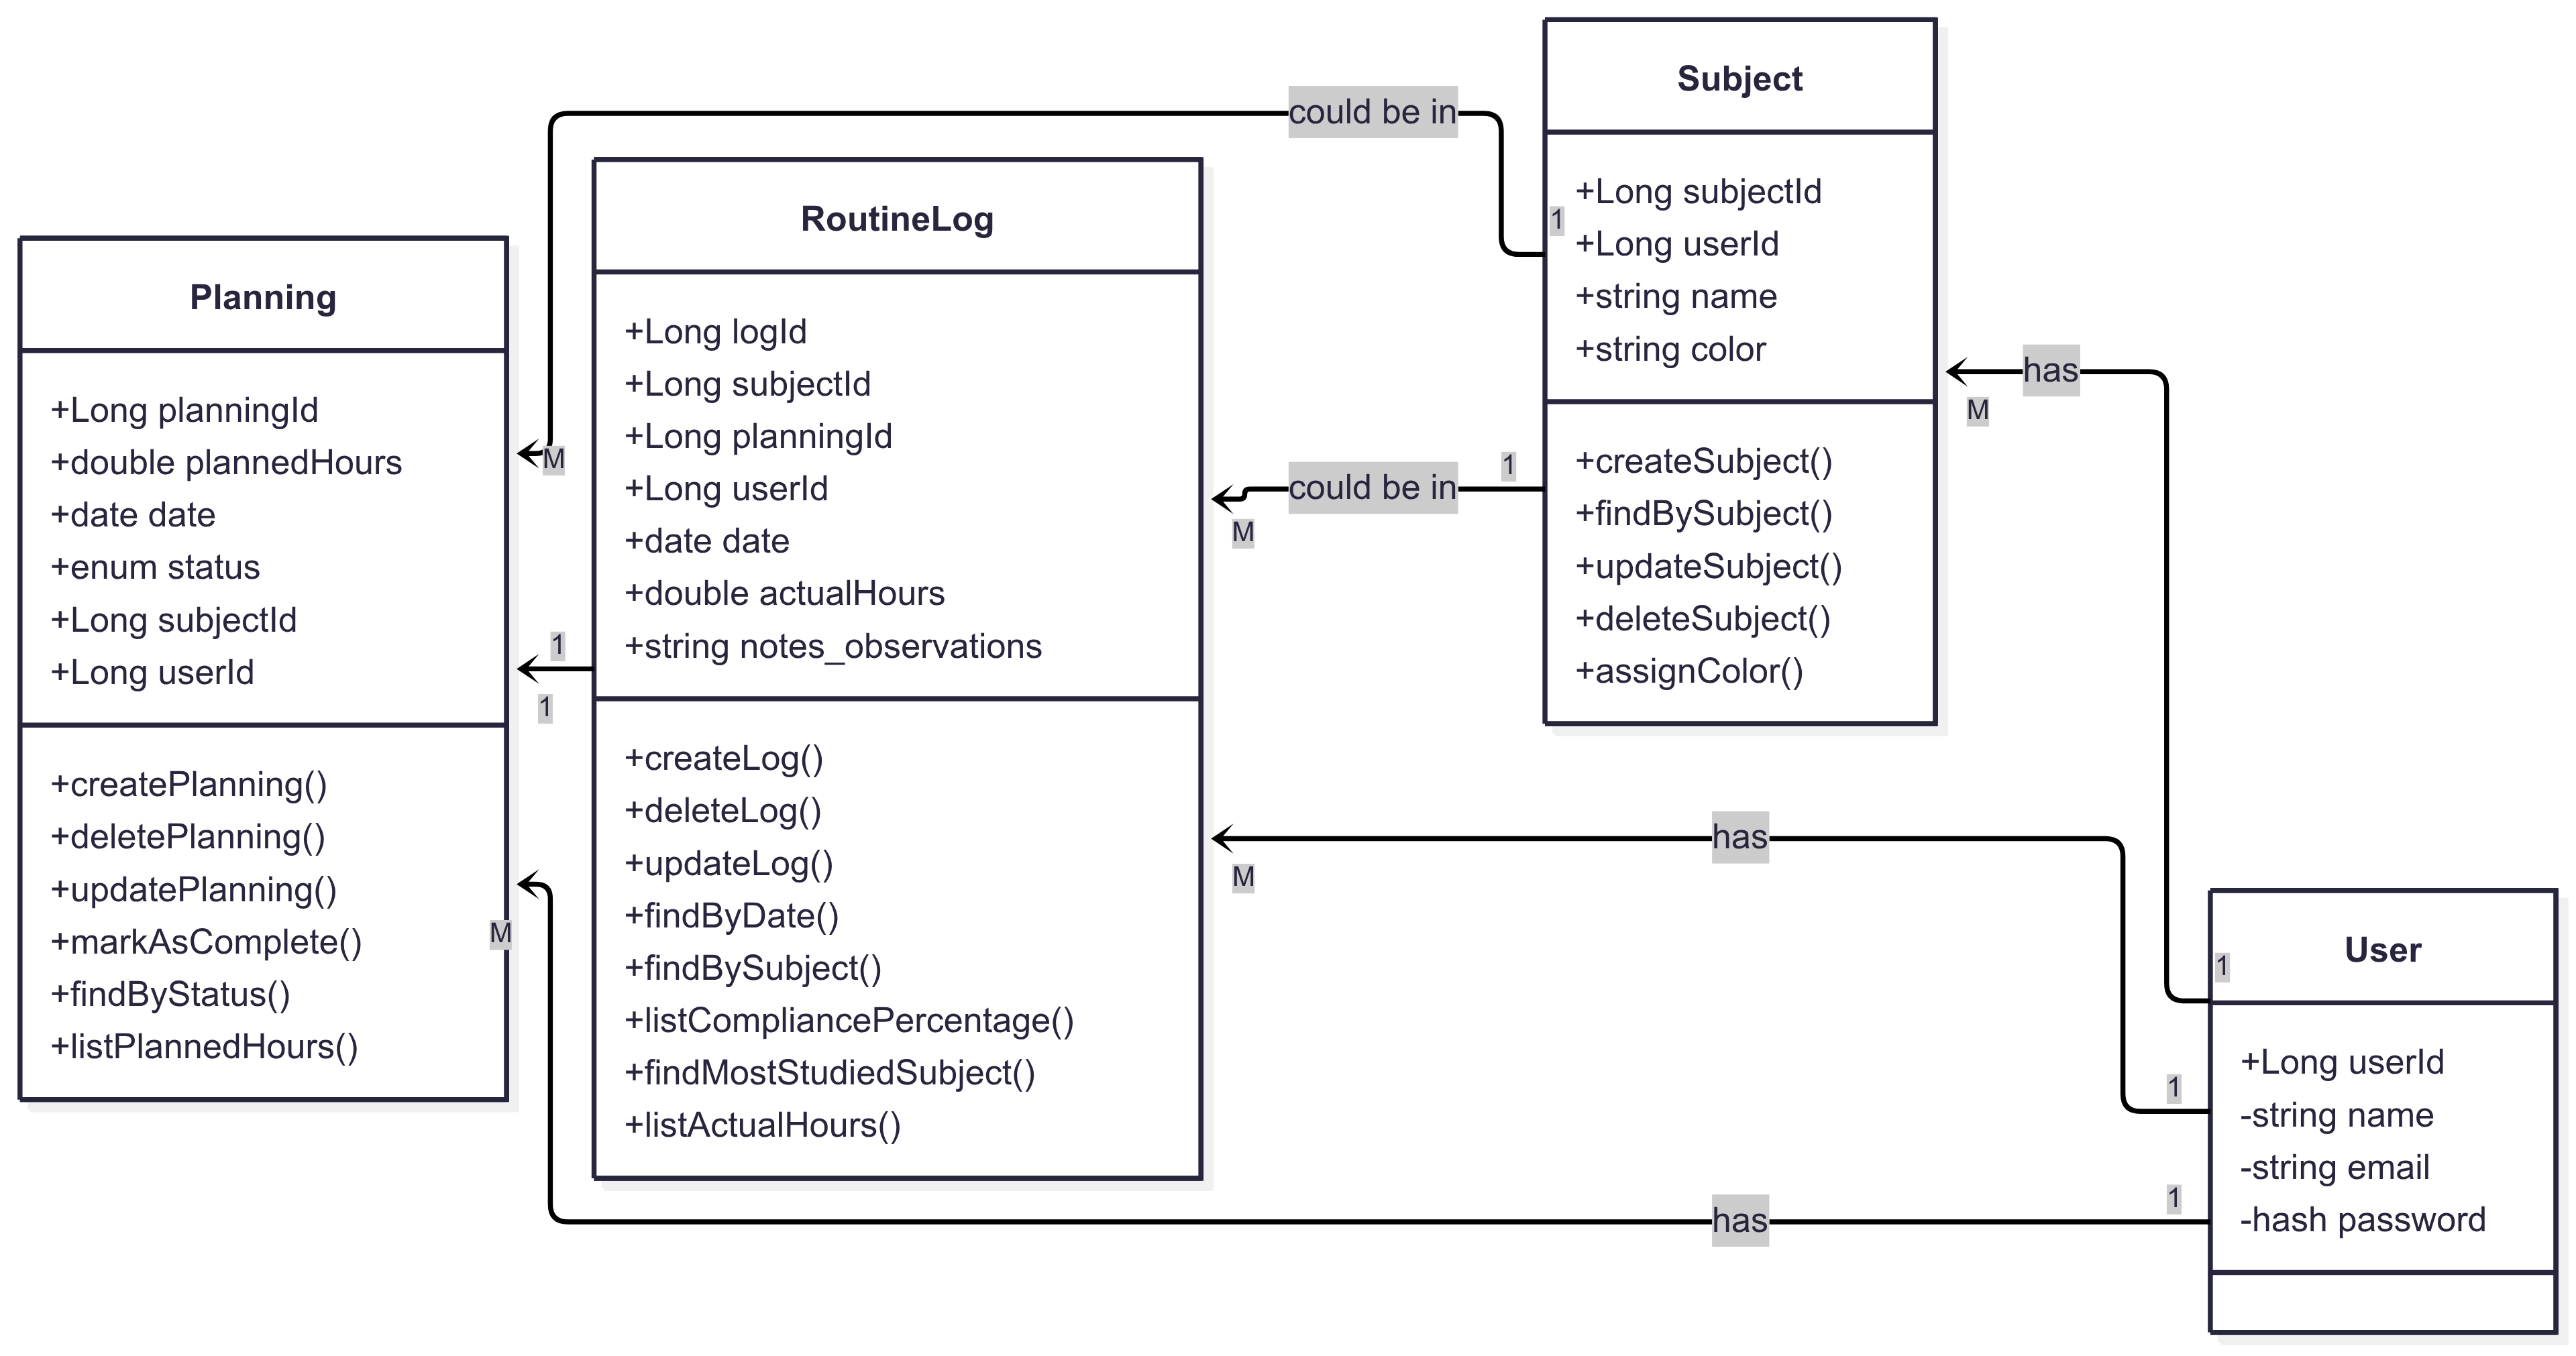 Planning
+Long planningId
+double plannedHours
+date date
+enum status
+Long subjectId
+Long userId
+createPlanning()
+deletePlanning()
+updatePlanning()
+markAsComplete()
+findByStatus()
+listPlannedHours()
RoutineLog
+Long logId
+Long subjectId
+Long planningId
+Long userId
+date date
+double actualHours
+string notes_observations
+createLog()
+deleteLog()
+updateLog()
+findByDate()
+findBySubject()
+listCompliancePercentage()
+findMostStudiedSubject()
+listActualHours()
Subject
+Long subjectId
+Long userId
+string name
+string color
+createSubject()
+findBySubject()
+updateSubject()
+deleteSubject()
+assignColor()
User
+Long userId
-string name
-string email
-hash password
could be in
1
M
could be in
1
M
1
1
has
1
M
has
1
M
has
1
M